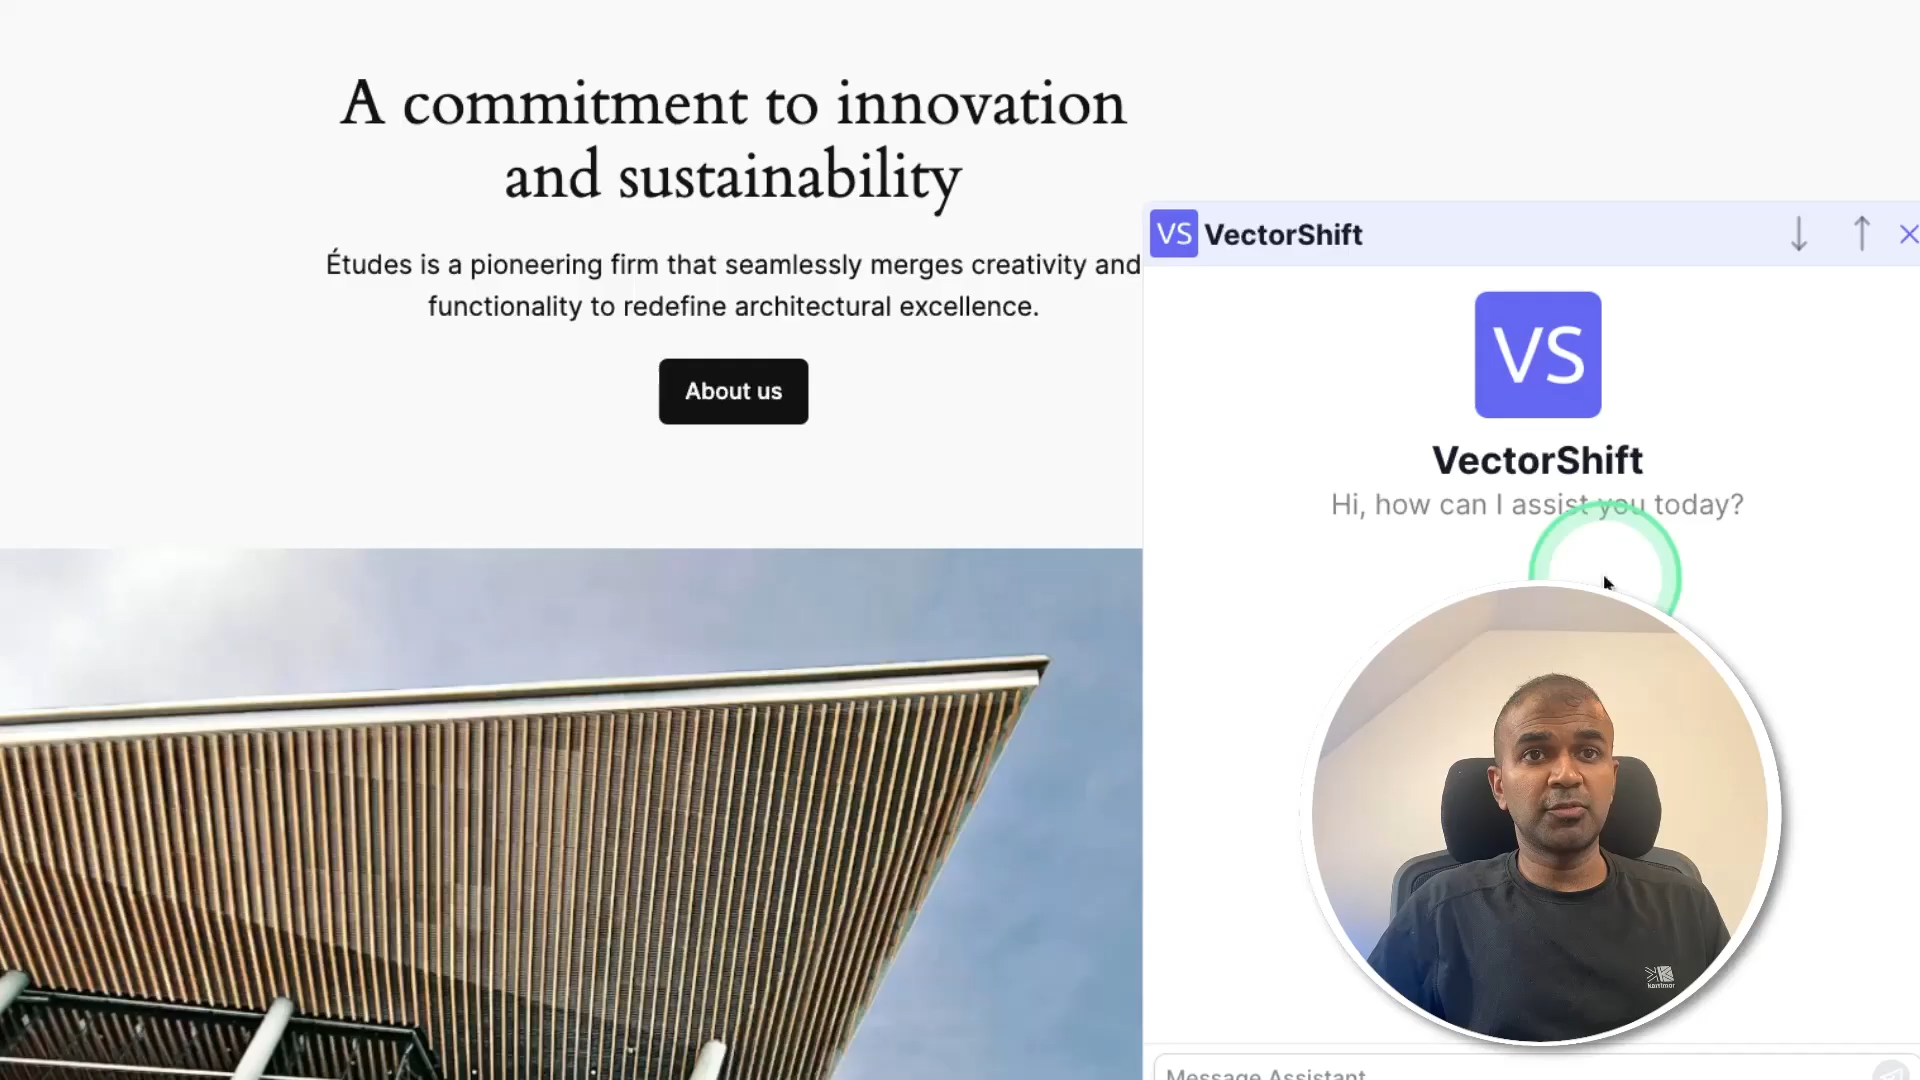 A commitment to innovation
and sustainability
Études is a pioneering firm that seamlessly merges creativity and
functionality to redefine architectural excellence.
About us
VS VectorShift
VS
VectorShift
Hi, how can I assist you today?
karrimor
Message Assistant